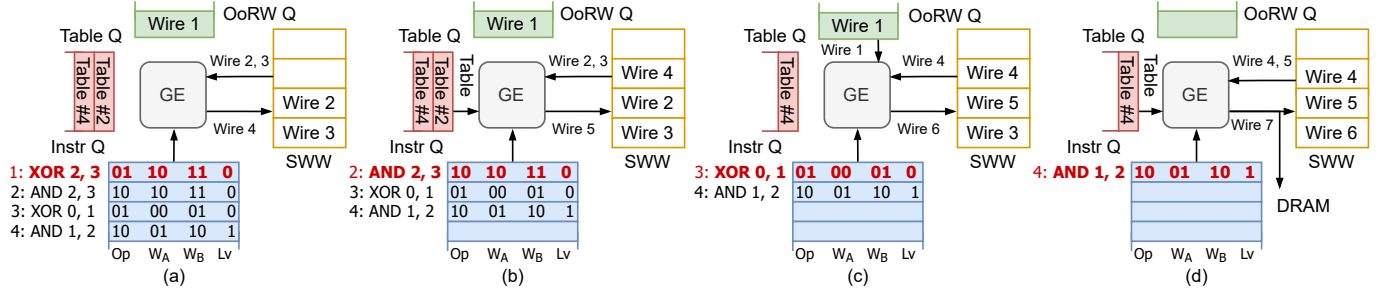 OoRW Q
Wire 1
Table Q
Table #2
Table #4
GE
Wire 2, 3
Wire 4
Wire 2
Wire 3
SWW
Instr Q
1: XOR 2, 3 01 10 11 0
2: AND 2, 3 10 10 11 0
3: XOR 0, 1 01 00 01 0
4: AND 1, 2 10 01 10 1
Op WA WB Lv
(a)
OoRW Q
Wire 1
Table Q
Table #2
Table #4
Table
GE
Wire 2, 3
Wire 5
Wire 4
Wire 2
Wire 3
SWW
Instr Q
2: AND 2, 3 10 10 11 0
3: XOR 0, 1 01 00 01 0
4: AND 1, 2 10 01 10 1
Op WA WB Lv
(b)
OoRW Q
Wire 1
Wire 1
Table Q
Table #4
GE
Wire 4
Wire 6
Wire 4
Wire 5
Wire 3
SWW
Instr Q
3: XOR 0, 1 01 00 01 0
4: AND 1, 2 10 01 10 1
Op WA WB Lv
(c)
OoRW Q
Table Q
Table #4
Table
GE
Wire 4, 5
Wire 7
Wire 4
Wire 5
Wire 6
SWW
DRAM
Instr Q
4: AND 1, 2 10 01 10 1
Op WA WB Lv
(d)